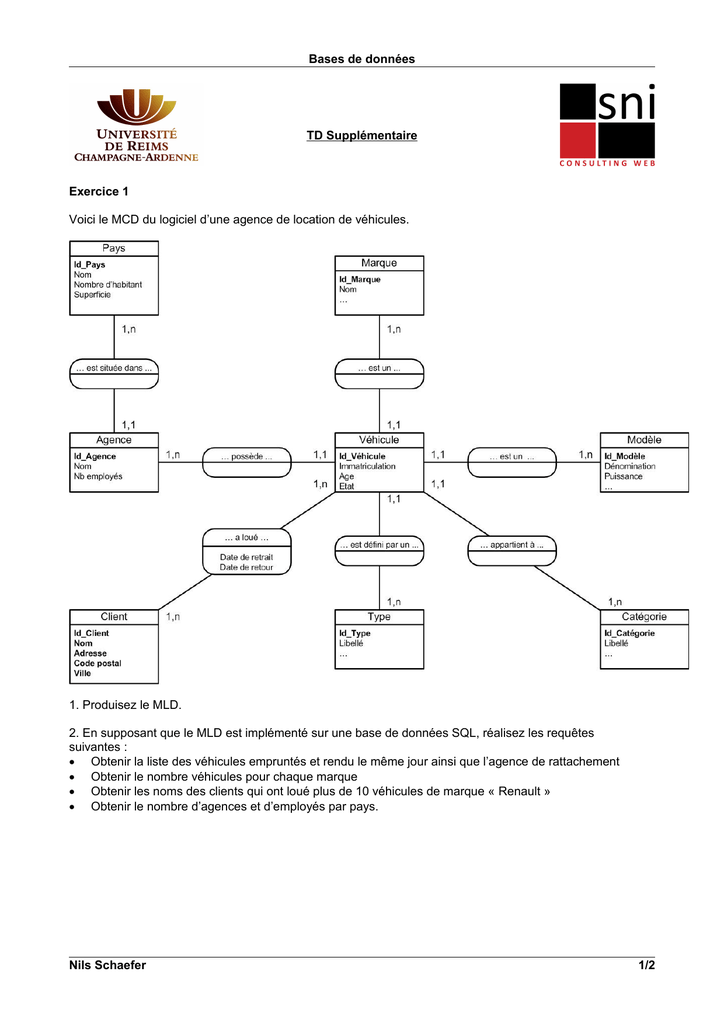 Bases de données
UNIVERSITÉ
DE REIMS
CHAMPAGNE-ARDENNE
TD Supplémentaire
sni
CONSULTING WEB
Exercice 1
Voici le MCD du logiciel d'une agence de location de véhicules.
Pays
Id_Pays
Nom
Nombre d'habitant
Superficie
Marque
Id_Marque
Nom
...
1,n
1,n
... est située dans ...
... est un ...
1,1
1,1
Agence
Id_Agence
Nom
Nb employés
1,n
... possède ...
1,1
1,n
Véhicule
Id_Véhicule
Immatriculation
Age
Etat
1,1
1,1
1,1
... est un ...
1,n
Modèle
Id_Modèle
Dénomination
Puissance
...
... a loué ...
Date de retrait
Date de retour
... est défini par un ...
... appartient à ...
1,n
1,n
1,n
Client
Id_Client
Nom
Adresse
Code postal
Ville
Type
Id_Type
Libellé
...
Catégorie
Id_Catégorie
Libellé
...
1. Produisez le MLD.
2. En supposant que le MLD est implémenté sur une base de données SQL, réalisez les requêtes
suivantes :
• Obtenir la liste des véhicules empruntés et rendu le même jour ainsi que l'agence de rattachement
• Obtenir le nombre véhicules pour chaque marque
• Obtenir les noms des clients qui ont loué plus de 10 véhicules de marque « Renault »
• Obtenir le nombre d'agences et d'employés par pays.
Nils Schaefer
1/2